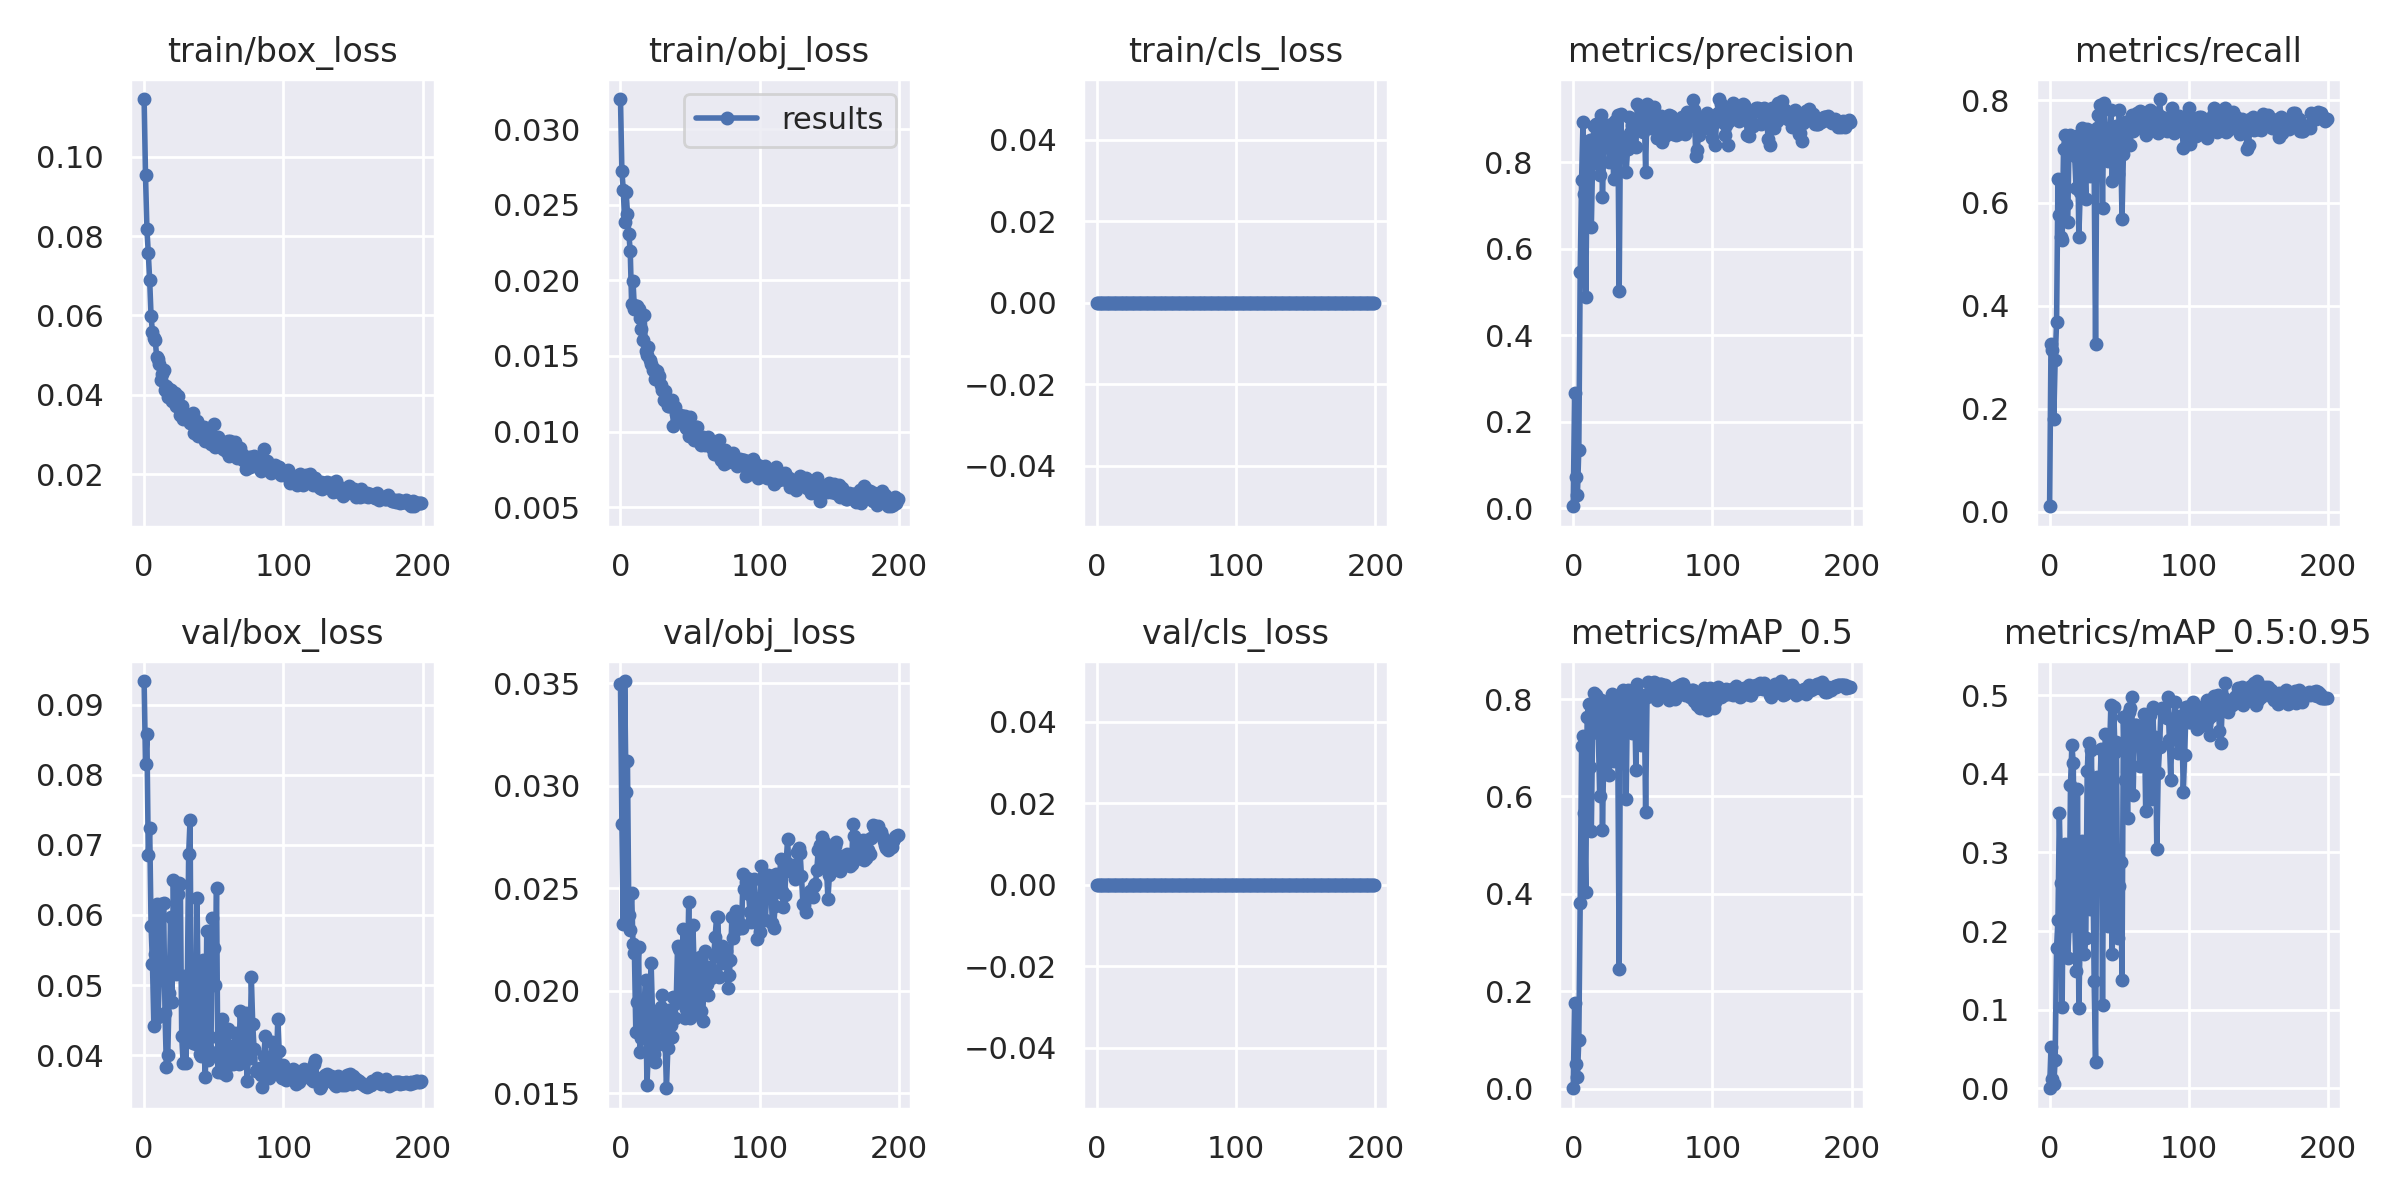 train/box_loss
0.10
0.08
0.06
0.04
0.02
0 100 200
train/obj_loss
results
0.030
0.025
0.020
0.015
0.010
0.005
0 100 200
train/cls_loss
0.04
0.02
0.00
−0.02
−0.04
0 100 200
metrics/precision
0.8
0.6
0.4
0.2
0.0
0 100 200
metrics/recall
0.8
0.6
0.4
0.2
0.0
0 100 200
val/box_loss
0.09
0.08
0.07
0.06
0.05
0.04
0 100 200
val/obj_loss
0.035
0.030
0.025
0.020
0.015
0 100 200
val/cls_loss
0.04
0.02
0.00
−0.02
−0.04
0 100 200
metrics/mAP_0.5
0.8
0.6
0.4
0.2
0.0
0 100 200
metrics/mAP_0.5:0.95
0.5
0.4
0.3
0.2
0.1
0.0
0 100 200